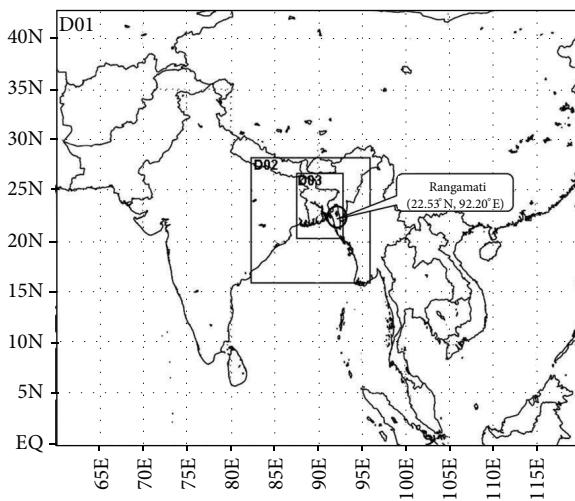 D01
40N
35N
30N
25N
20N
15N
10N
5N
EQ
D02
D03
Rangamati
(22.53°N, 92.20°E)
65E
70E
75E
80E
85E
90E
95E
100E
105E
110E
115E